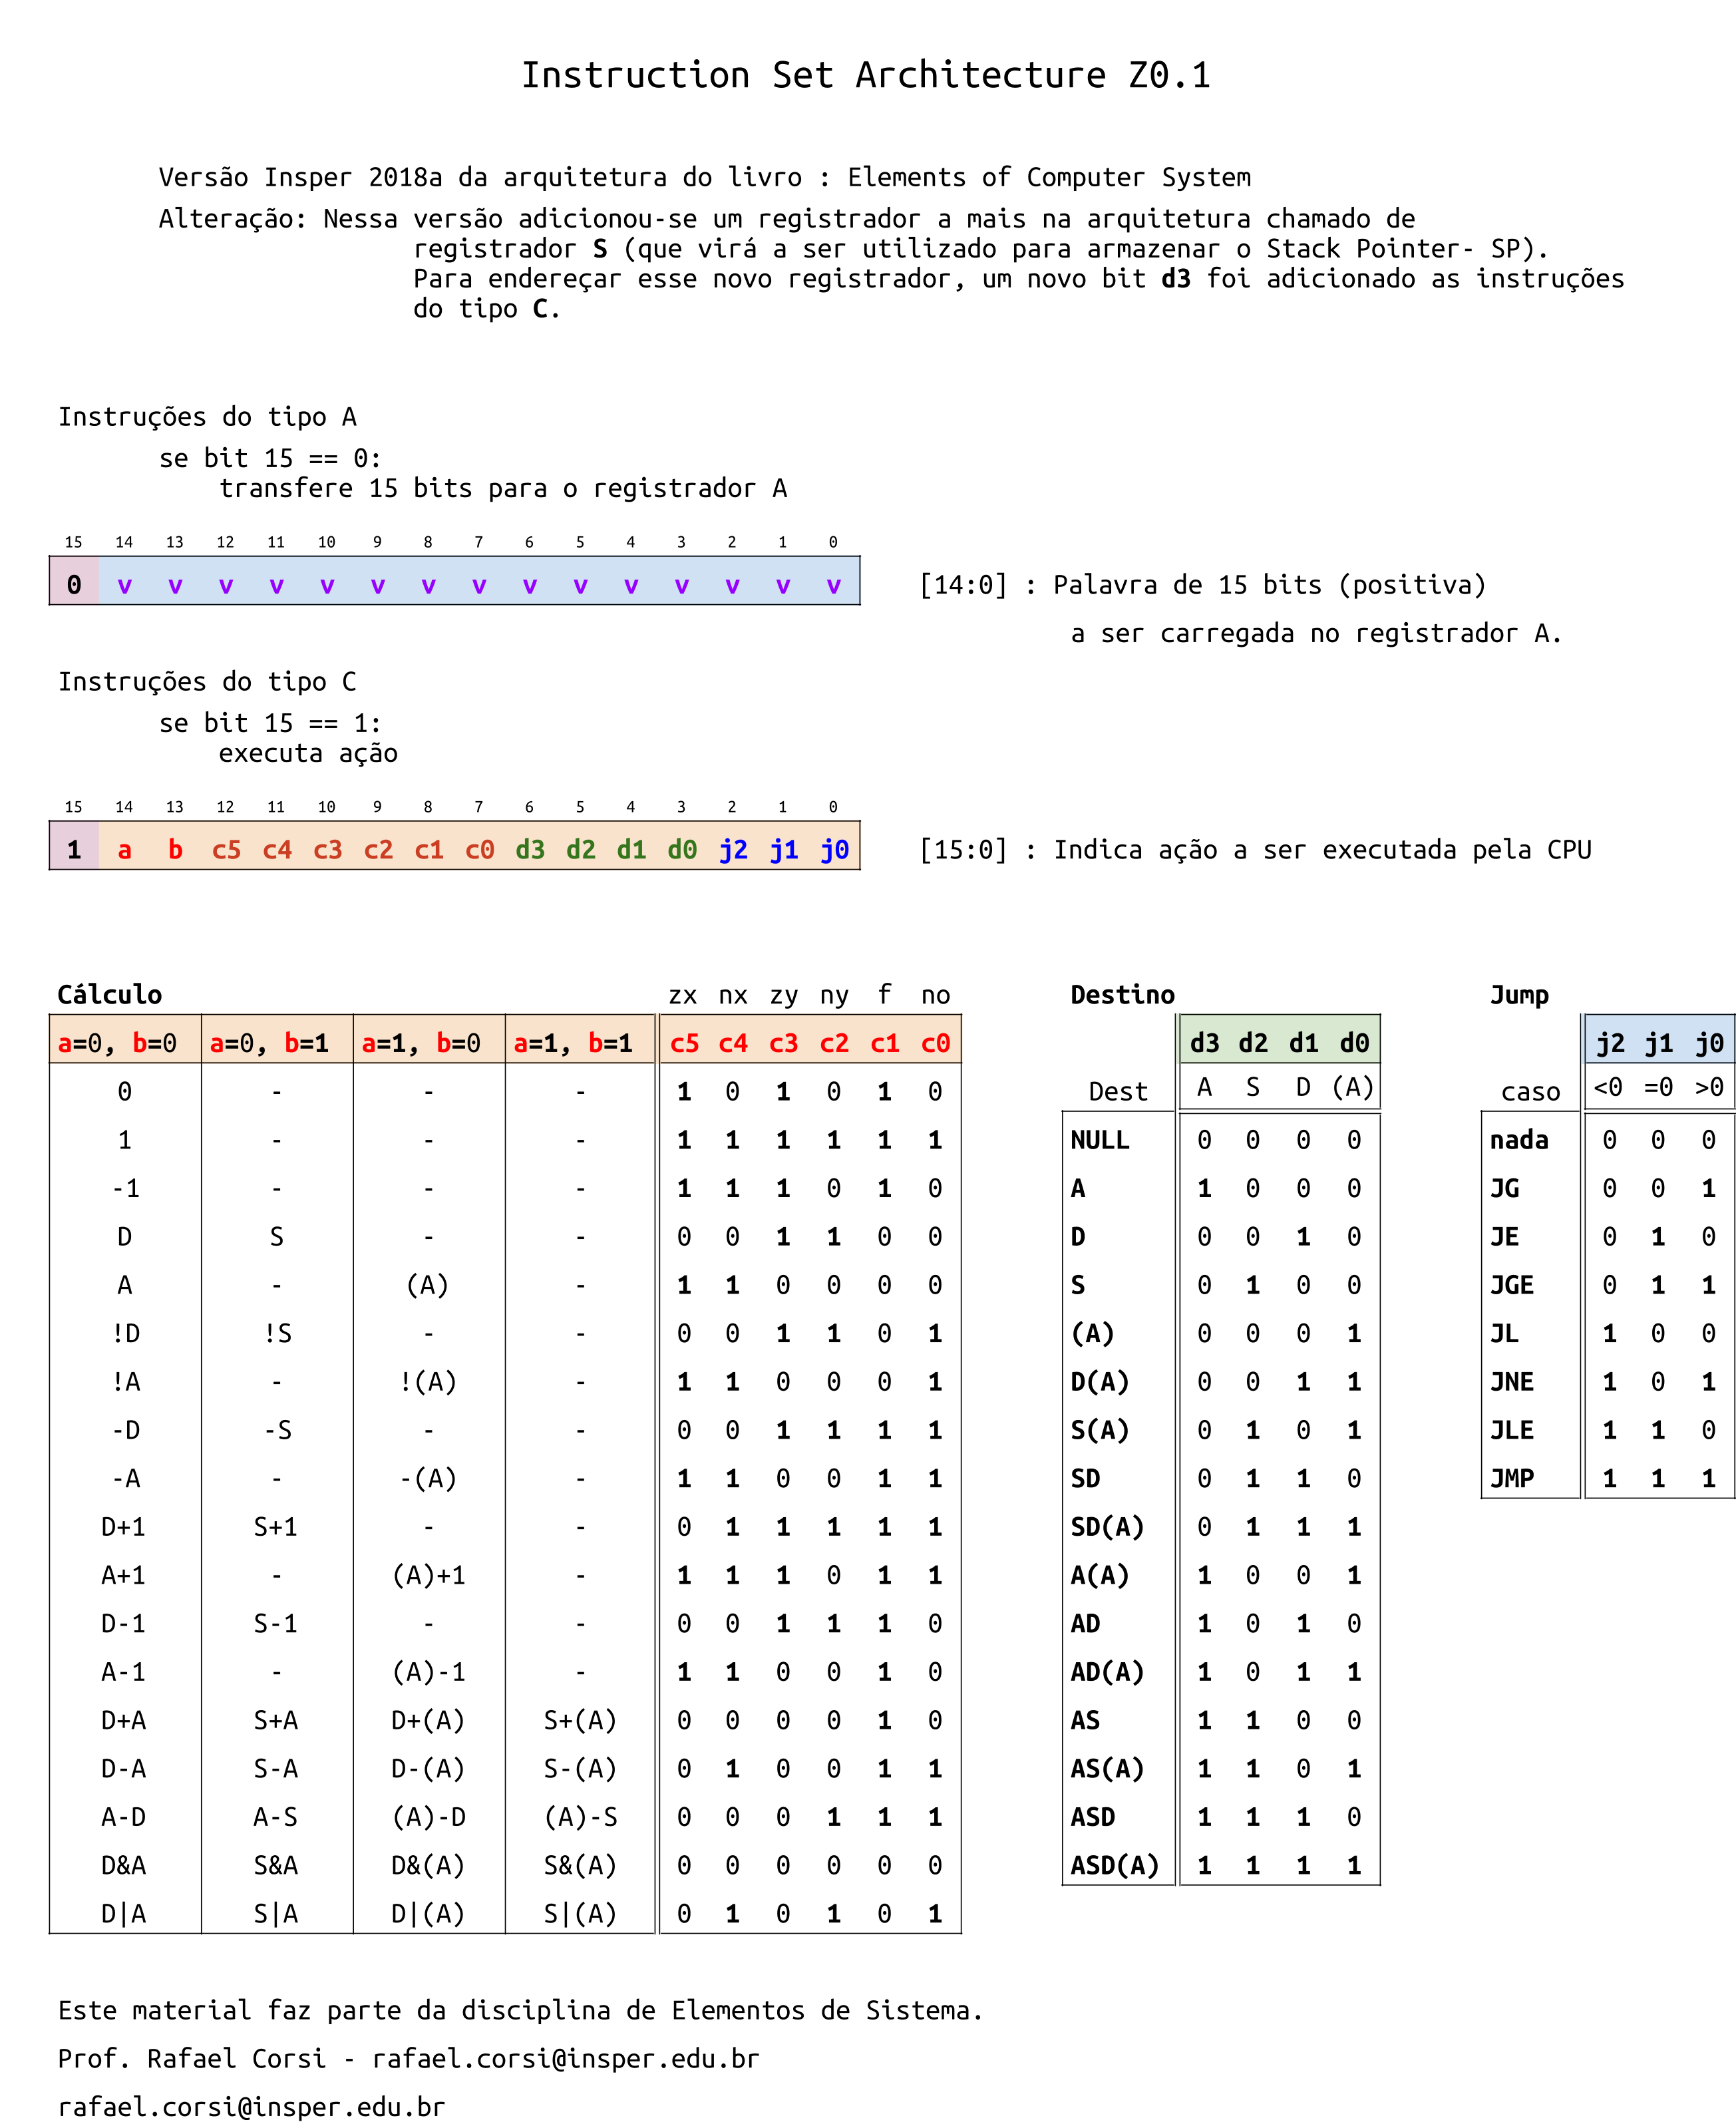 Instruction Set Architecture Z0.1
Versão Insper 2018a da arquitetura do livro : Elements of Computer System
Alteração: Nessa versão adicionou-se um registrador a mais na arquitetura chamado de
registrador S (que virá a ser utilizado para armazenar o Stack Pointer- SP).
Para endereçar esse novo registrador, um novo bit d3 foi adicionado as instruções
do tipo C.
Instruções do tipo A
se bit 15 == 0:
transfere 15 bits para o registrador A
15 14 13 12 11 10 9 8 7 6 5 4 3 2 1 0
0 v v v v v v v v v v v v v v v [14:0] : Palavra de 15 bits (positiva)
a ser carregada no registrador A.
Instruções do tipo C
se bit 15 == 1:
executa ação
15 14 13 12 11 10 9 8 7 6 5 4 3 2 1 0
1 a b c5 c4 c3 c2 c1 c0 d3 d2 d1 d0 j2 j1 j0 [15:0] : Indica ação a ser executada pela CPU
Cálculo zx nx zy ny f no
a=0, b=0 a=0, b=1 a=1, b=0 a=1, b=1 c5 c4 c3 c2 c1 c0
0 - - - 1 0 1 0 1 0
1 - - - 1 1 1 1 1 1
-1 - - - 1 1 1 0 1 0
D S - - 0 0 1 1 0 0
A - (A) - 1 1 0 0 0 0
!D !S - - 0 0 1 1 0 1
!A - !(A) - 1 1 0 0 0 1
-D -S - - 0 0 1 1 1 1
-A - -(A) - 1 1 0 0 1 1
D+1 S+1 - - 0 1 1 1 1 1
A+1 - (A)+1 - 1 1 1 0 1 1
D-1 S-1 - - 0 0 1 1 1 0
A-1 - (A)-1 - 1 1 0 0 1 0
D+A S+A D+(A) S+(A) 0 0 0 0 1 0
D-A S-A D-(A) S-(A) 0 1 0 0 1 1
A-D A-S (A)-D (A)-S 0 0 0 1 1 1
D&A S&A D&(A) S&(A) 0 0 0 0 0 0
D|A S|A D|(A) S|(A) 0 1 0 1 0 1
Destino
d3 d2 d1 d0
Dest A S D (A)
NULL 0 0 0 0
A 1 0 0 0
D 0 0 1 0
S 0 1 0 0
(A) 0 0 0 1
D(A) 0 0 1 1
S(A) 0 1 0 1
SD 0 1 1 0
SD(A) 0 1 1 1
A(A) 1 0 0 1
AD 1 0 1 0
AD(A) 1 0 1 1
AS 1 1 0 0
AS(A) 1 1 0 1
ASD 1 1 1 0
ASD(A) 1 1 1 1
Jump
j2 j1 j0
caso <0 =0 >0
nada 0 0 0
JG 0 0 1
JE 0 1 0
JGE 0 1 1
JL 1 0 0
JNE 1 0 1
JLE 1 1 0
JMP 1 1 1
Este material faz parte da disciplina de Elementos de Sistema.
Prof. Rafael Corsi - rafael.corsi@insper.edu.br
rafael.corsi@insper.edu.br